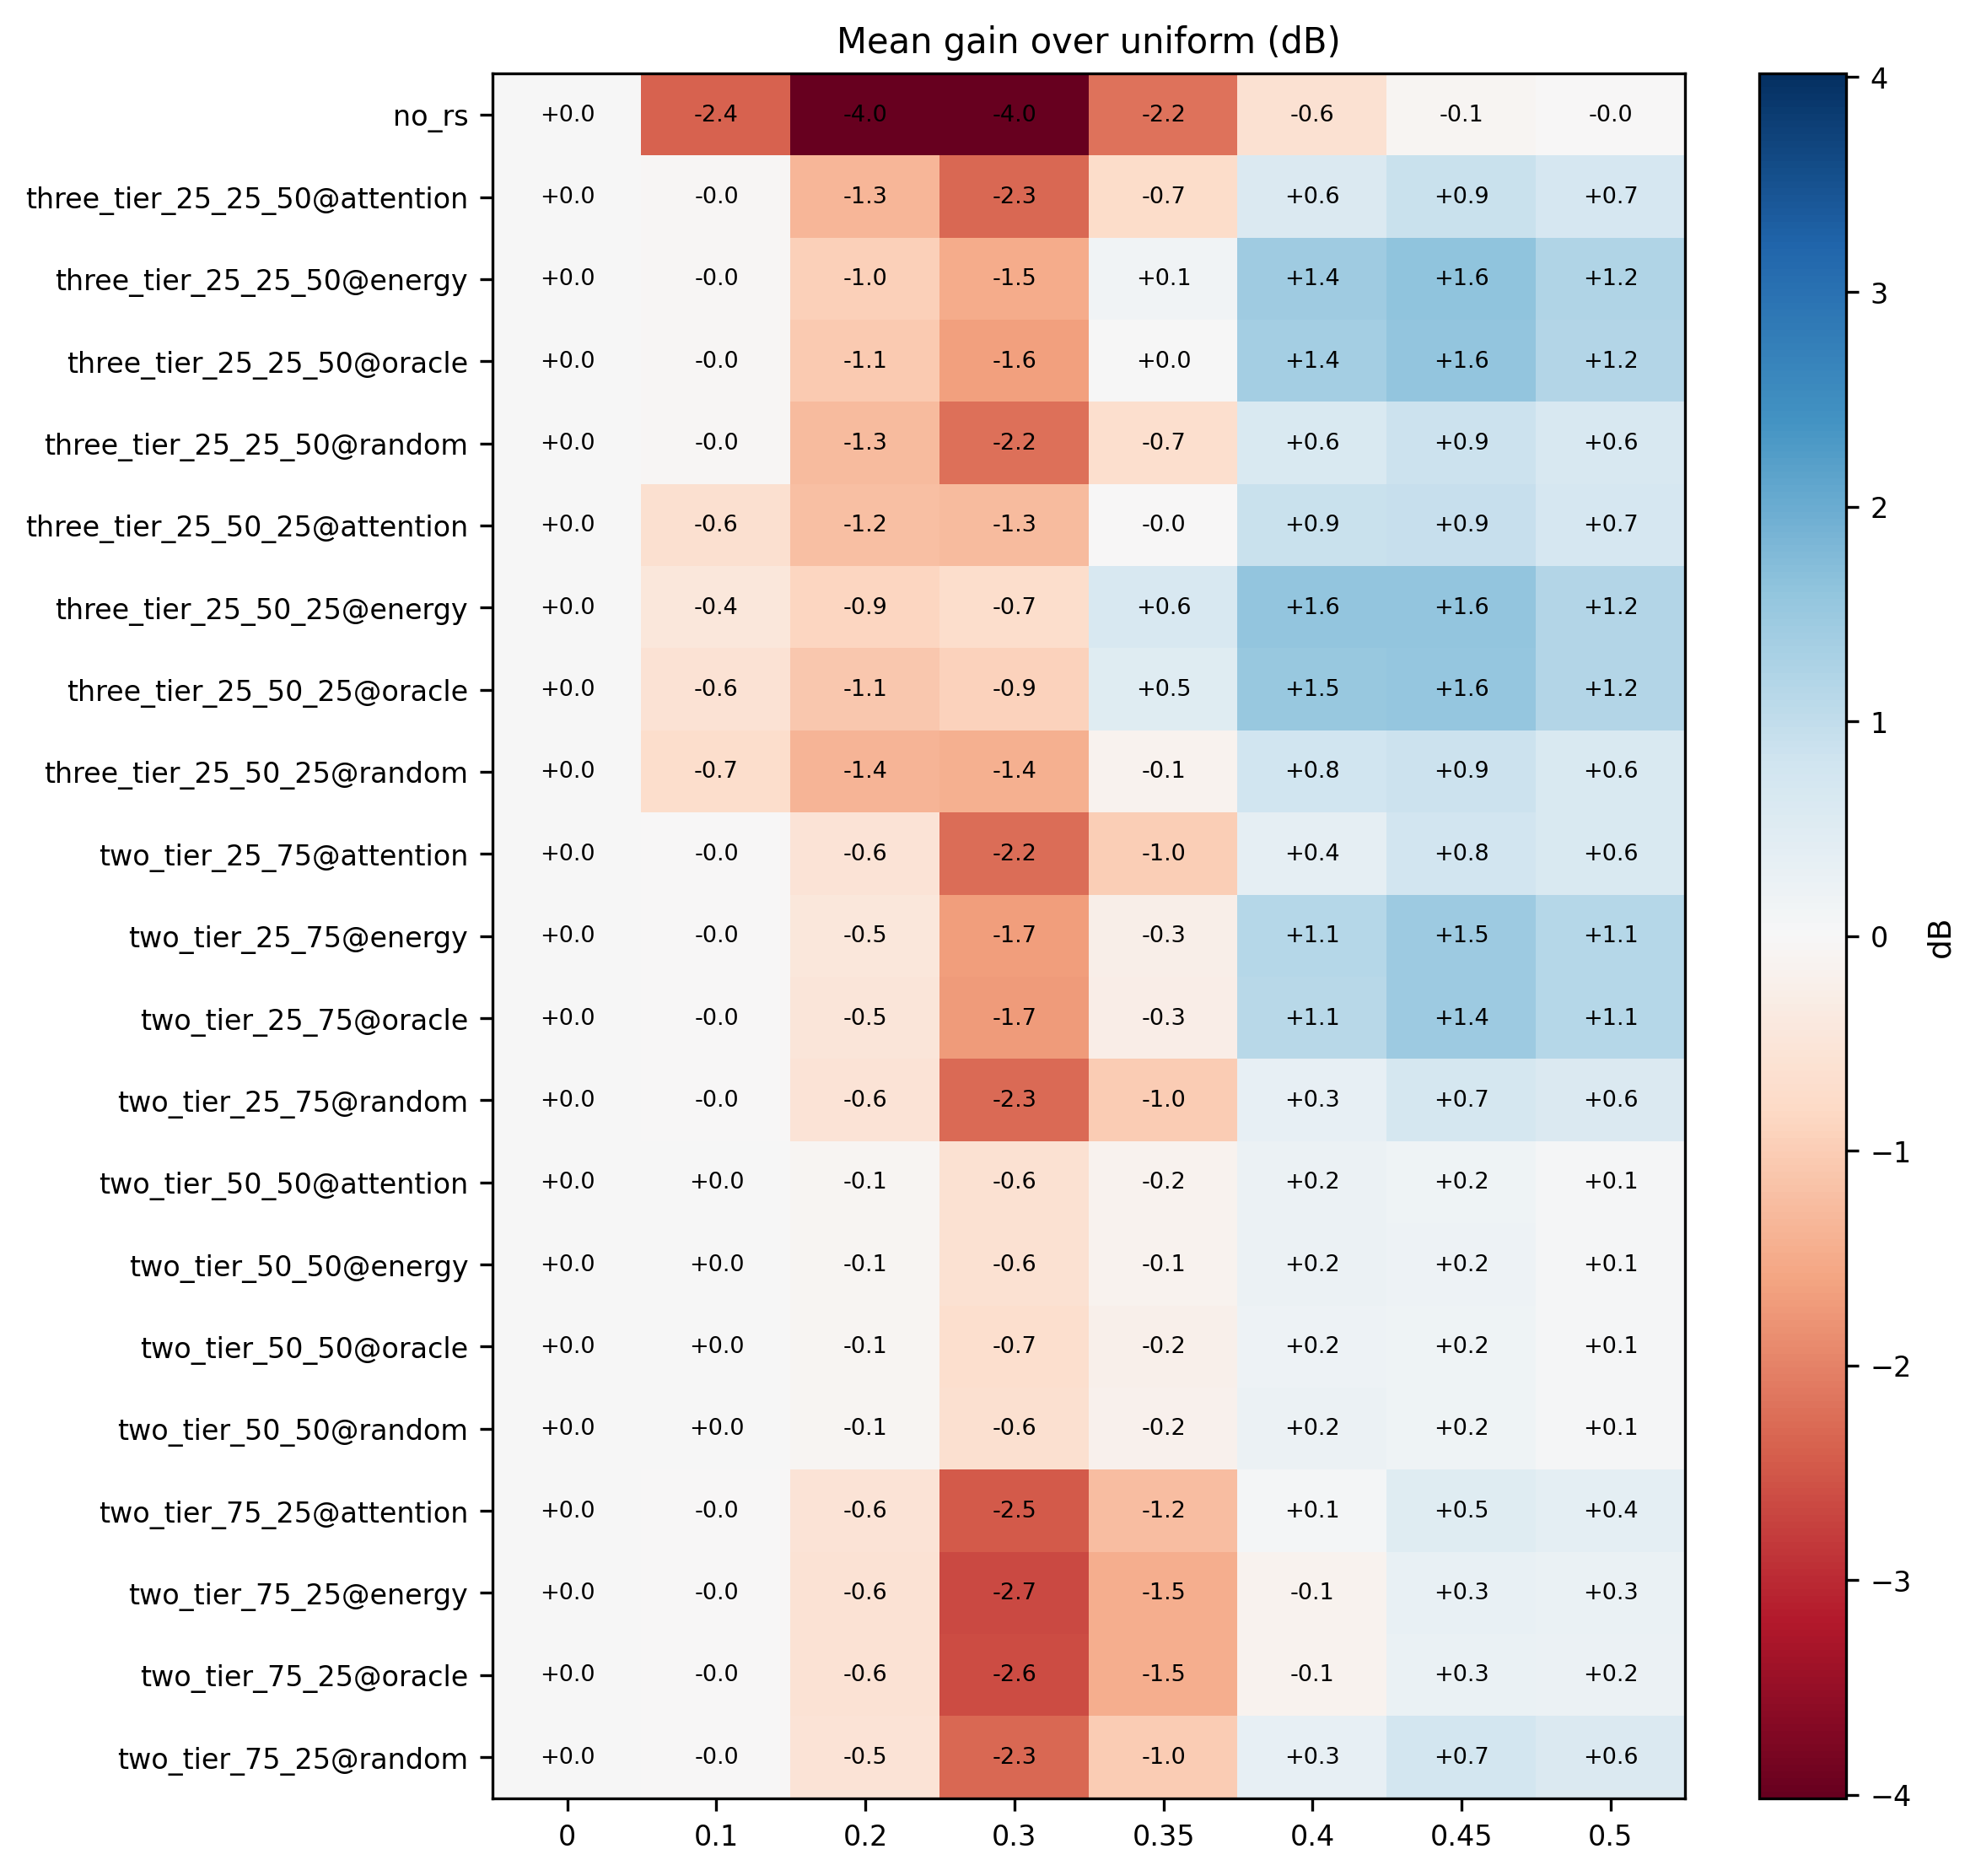 Mean gain over uniform (dB)
no_rs +0.0 -2.4 -4.0 -4.0 -2.2 -0.6 -0.1 -0.0
three_tier_25_25_50@attention +0.0 -0.0 -1.3 -2.3 -0.7 +0.6 +0.9 +0.7
three_tier_25_25_50@energy +0.0 -0.0 -1.0 -1.5 +0.1 +1.4 +1.6 +1.2
three_tier_25_25_50@oracle +0.0 -0.0 -1.1 -1.6 +0.0 +1.4 +1.6 +1.2
three_tier_25_25_50@random +0.0 -0.0 -1.3 -2.2 -0.7 +0.6 +0.9 +0.6
three_tier_25_50_25@attention +0.0 -0.6 -1.2 -1.3 -0.0 +0.9 +0.9 +0.7
three_tier_25_50_25@energy +0.0 -0.4 -0.9 -0.7 +0.6 +1.6 +1.6 +1.2
three_tier_25_50_25@oracle +0.0 -0.6 -1.1 -0.9 +0.5 +1.5 +1.6 +1.2
three_tier_25_50_25@random +0.0 -0.7 -1.4 -1.4 -0.1 +0.8 +0.9 +0.6
two_tier_25_75@attention +0.0 -0.0 -0.6 -2.2 -1.0 +0.4 +0.8 +0.6
two_tier_25_75@energy +0.0 -0.0 -0.5 -1.7 -0.3 +1.1 +1.5 +1.1
two_tier_25_75@oracle +0.0 -0.0 -0.5 -1.7 -0.3 +1.1 +1.4 +1.1
two_tier_25_75@random +0.0 -0.0 -0.6 -2.3 -1.0 +0.3 +0.7 +0.6
two_tier_50_50@attention +0.0 +0.0 -0.1 -0.6 -0.2 +0.2 +0.2 +0.1
two_tier_50_50@energy +0.0 +0.0 -0.1 -0.6 -0.1 +0.2 +0.2 +0.1
two_tier_50_50@oracle +0.0 +0.0 -0.1 -0.7 -0.2 +0.2 +0.2 +0.1
two_tier_50_50@random +0.0 +0.0 -0.1 -0.6 -0.2 +0.2 +0.2 +0.1
two_tier_75_25@attention +0.0 -0.0 -0.6 -2.5 -1.2 +0.1 +0.5 +0.4
two_tier_75_25@energy +0.0 -0.0 -0.6 -2.7 -1.5 -0.1 +0.3 +0.3
two_tier_75_25@oracle +0.0 -0.0 -0.6 -2.6 -1.5 -0.1 +0.3 +0.2
two_tier_75_25@random +0.0 -0.0 -0.5 -2.3 -1.0 +0.3 +0.7 +0.6
0 0.1 0.2 0.3 0.35 0.4 0.45 0.5
4
3
2
1
0
−1
−2
−3
−4
dB